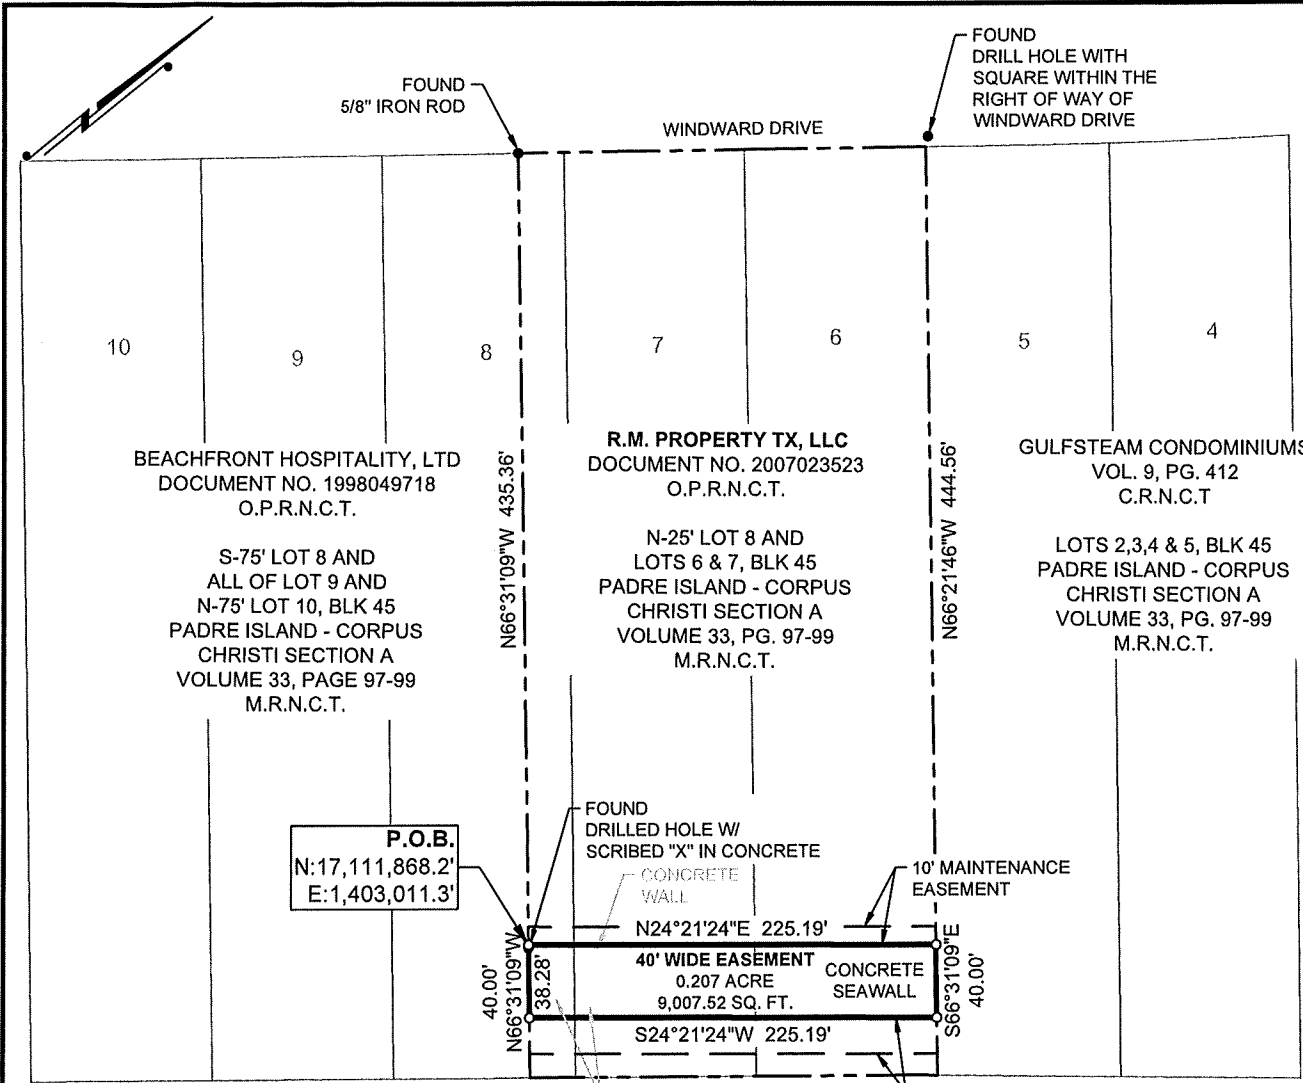 FOUND
5/8" IRON ROD
FOUND
DRILL HOLE WITH
SQUARE WITHIN THE
RIGHT OF WAY OF
WINDWARD DRIVE
WINDWARD DRIVE
10
9
8
7
6
5
4
BEACHFRONT HOSPITALITY, LTD
DOCUMENT NO. 1998049718
O.P.R.N.C.T.
S-75' LOT 8 AND
ALL OF LOT 9 AND
N-75' LOT 10, BLK 45
PADRE ISLAND - CORPUS
CHRISTI SECTION A
VOLUME 33, PAGE 97-99
M.R.N.C.T.
N66°31'09"W 435.36'
R.M. PROPERTY TX, LLC
DOCUMENT NO. 2007023523
O.P.R.N.C.T.
N-25' LOT 8 AND
LOTS 6 & 7, BLK 45
PADRE ISLAND - CORPUS
CHRISTI SECTION A
VOLUME 33, PG. 97-99
M.R.N.C.T.
N66°21'46"W 444.56'
GULFSTEAM CONDOMINIUMS
VOL. 9, PG. 412
C.R.N.C.T
LOTS 2,3,4 & 5, BLK 45
PADRE ISLAND - CORPUS
CHRISTI SECTION A
VOLUME 33, PG. 97-99
M.R.N.C.T.
P.O.B.
N:17,111,868.2'
E:1,403,011.3'
FOUND
DRILLED HOLE W/
SCRIBED "X" IN CONCRETE
CONCRETE
WALL
10' MAINTENANCE
EASEMENT
N24°21'24"E 225.19'
40.00'
N66°31'09"W
38.28'
40' WIDE EASEMENT
0.207 ACRE
9,007.52 SQ. FT.
CONCRETE
SEAWALL
S66°31'09"E
40.00'
S24°21'24"W 225.19'